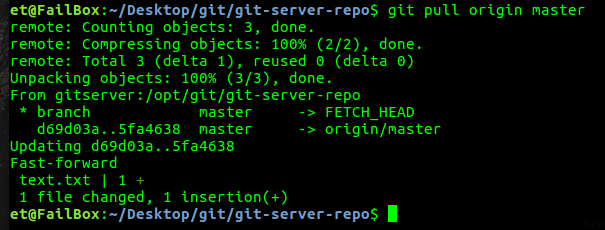 et@FailBox:~/Desktop/git/git-server-repo$ git pull origin master
remote: Counting objects: 3, done.
remote: Compressing objects: 100% (2/2), done.
remote: Total 3 (delta 1), reused 0 (delta 0)
Unpacking objects: 100% (3/3), done.
From gitserver:/opt/git/git-server-repo
 * branch            master     -> FETCH_HEAD
   d69d03a..5fa4638  master     -> origin/master
Updating d69d03a..5fa4638
Fast-forward
 text.txt | 1 +
 1 file changed, 1 insertion(+)
et@FailBox:~/Desktop/git/git-server-repo$